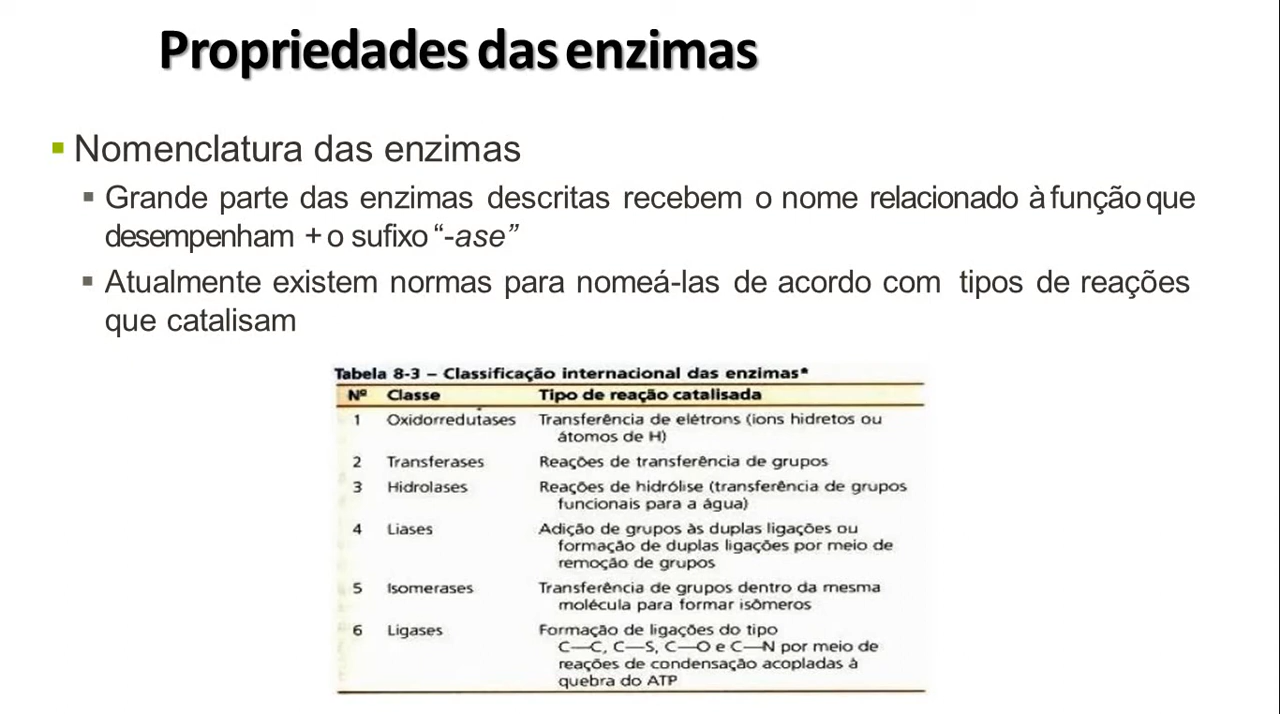 Propriedades das enzimas
Nomenclatura das enzimas
Grande parte das enzimas descritas recebem o nome relacionado à função que
desempenham + o sufixo “-ase”
Atualmente existem normas para nomeá-las de acordo com tipos de reações
que catalisam
Tabela 8-3 – Classificação internacional das enzimas*
Nº Classe Tipo de reação catalisada
1 Oxidorredutases Transferência de elétrons (íons hidretos ou
átomos de H)
2 Transferases Reações de transferência de grupos
3 Hidrolases Reações de hidrólise (transferência de grupos
funcionais para a água)
4 Liases Adição de grupos às duplas ligações ou
formação de duplas ligações por meio de
remoção de grupos
5 Isomerases Transferência de grupos dentro da mesma
molécula para formar isômeros
6 Ligases Formação de ligações do tipo
C—C, C—S, C—O e C—N por meio de
reações de condensação acopladas à
quebra do ATP